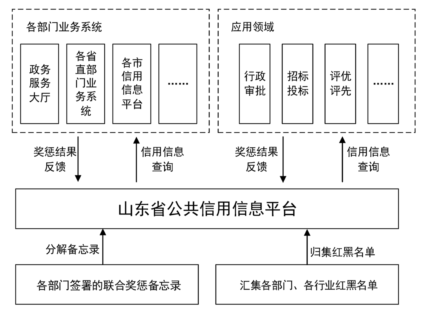 各部门业务系统
应用领域
政务
服务
大厅
各省
直部
门业
务系
统
各市
信用
信息
平台
……
行政
审批
招标
投标
评优
评先
……
奖惩结果
反馈
信用信息
查询
奖惩结果
反馈
信用信息
查询
山东省公共信用信息平台
分解备忘录
归集红黑名单
各部门签署的联合奖惩备忘录
汇集各部门、各行业红黑名单